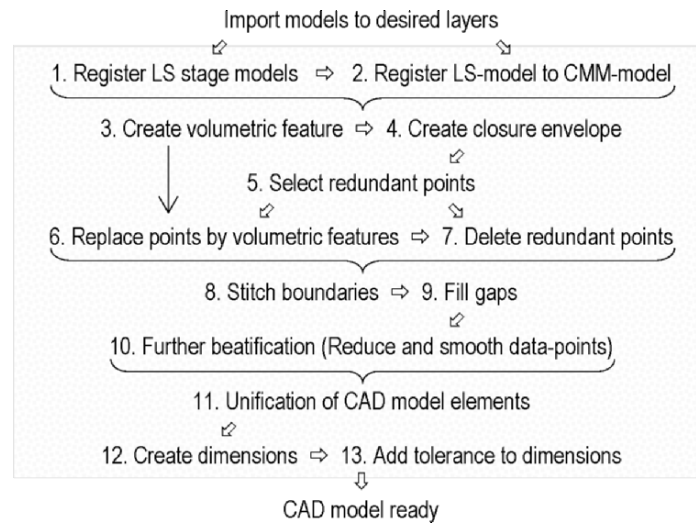 Import models to desired layers
1. Register LS stage models ⇨ 2. Register LS-model to CMM-model
3. Create volumetric feature ⇨ 4. Create closure envelope
5. Select redundant points
6. Replace points by volumetric features ⇨ 7. Delete redundant points
8. Stitch boundaries ⇨ 9. Fill gaps
10. Further beatification (Reduce and smooth data-points)
11. Unification of CAD model elements
12. Create dimensions ⇨ 13. Add tolerance to dimensions
CAD model ready